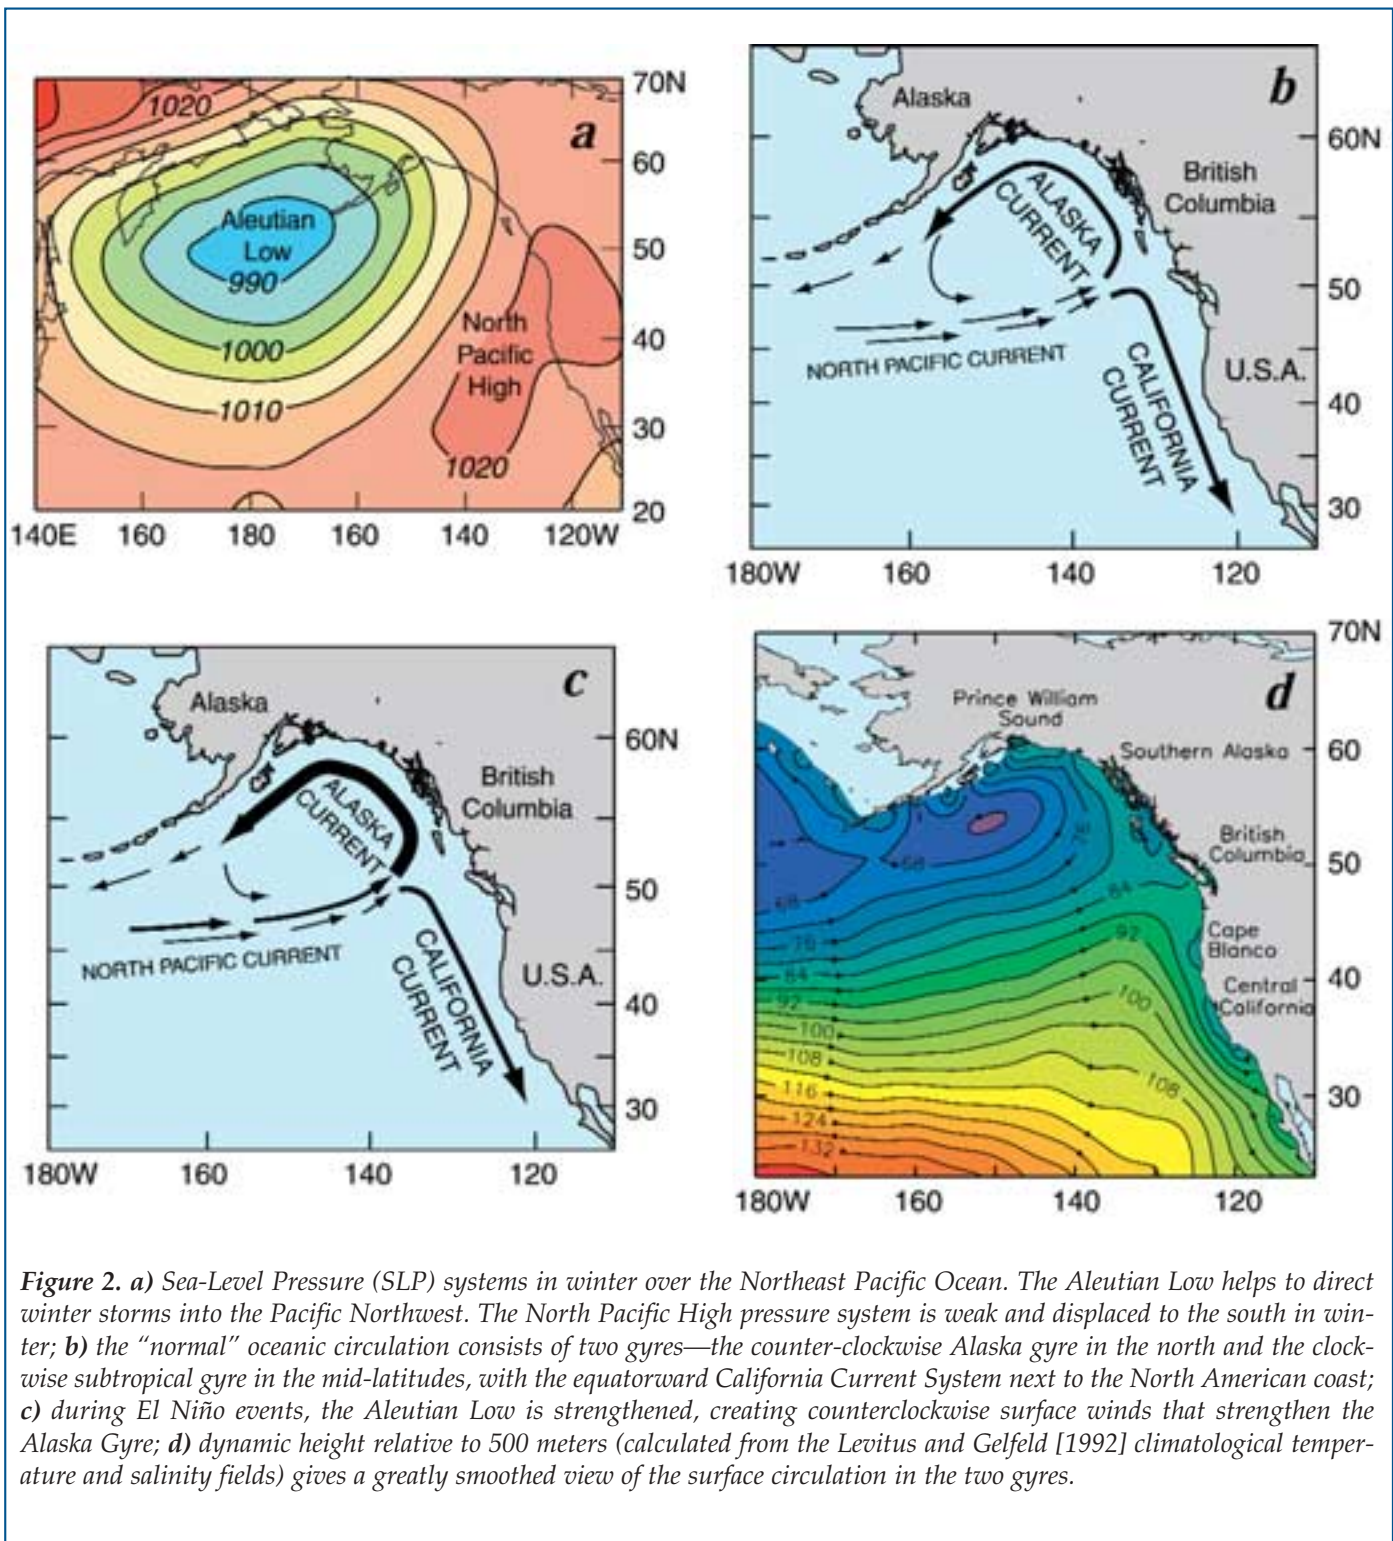 a
1020
Aleutian
Low
990
1000
1010
North
Pacific
High
1020
70N
60
50
40
30
20
140E 160 180 160 140 120W
b
Alaska
British
Columbia
ALASKA
CURRENT
NORTH PACIFIC CURRENT
CALIFORNIA
CURRENT
U.S.A.
60N
50
40
30
180W 160 140 120
c
Alaska
British
Columbia
ALASKA
CURRENT
NORTH PACIFIC CURRENT
CALIFORNIA
CURRENT
U.S.A.
60N
50
40
30
180W 160 140 120
d
Prince William
Sound
Southern Alaska
British
Columbia
Cape
Blanco
Central
California
76
68
68
84
76
92
84
92
100
100
108
108
116
124
132
70N
60
50
40
30
180W 160 140 120
Figure 2. a) Sea-Level Pressure (SLP) systems in winter over the Northeast Pacific Ocean. The Aleutian Low helps to direct
winter storms into the Pacific Northwest. The North Pacific High pressure system is weak and displaced to the south in win-
ter; b) the “normal” oceanic circulation consists of two gyres—the counter-clockwise Alaska gyre in the north and the clock-
wise subtropical gyre in the mid-latitudes, with the equatorward California Current System next to the North American coast;
c) during El Niño events, the Aleutian Low is strengthened, creating counterclockwise surface winds that strengthen the
Alaska Gyre; d) dynamic height relative to 500 meters (calculated from the Levitus and Gelfeld [1992] climatological temper-
ature and salinity fields) gives a greatly smoothed view of the surface circulation in the two gyres.